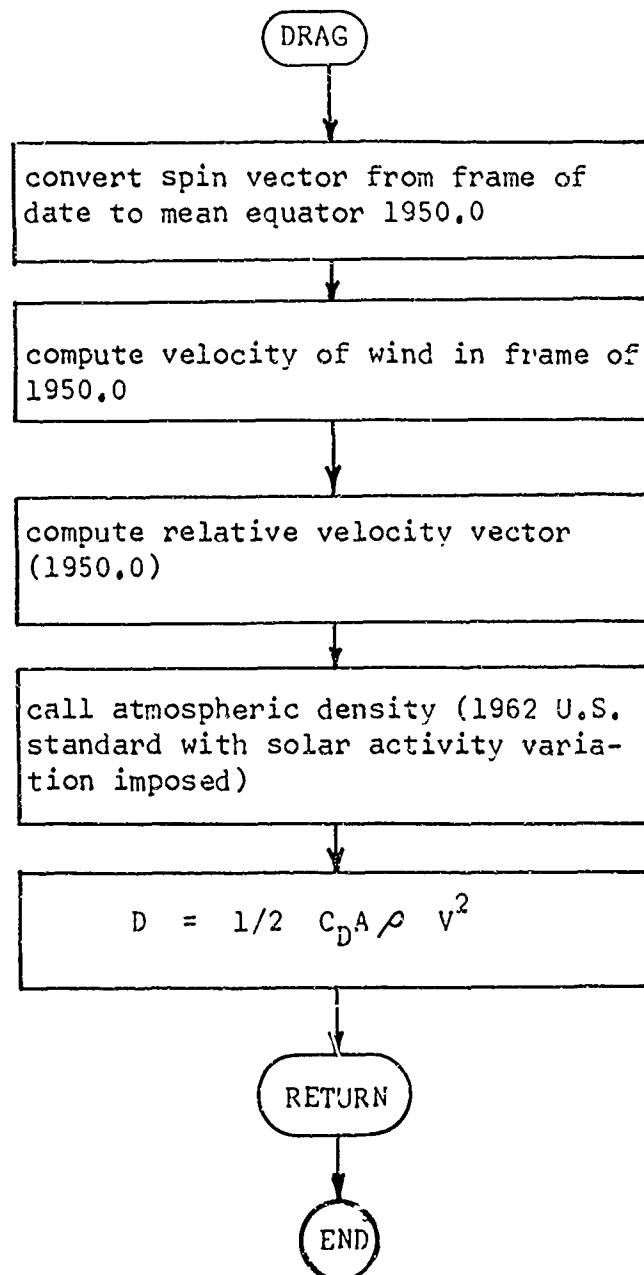 DRAG
convert spin vector from frame of
date to mean equator 1950.0
compute velocity of wind in frame of
1950.0
compute relative velocity vector
(1950.0)
call atmospheric density (1962 U.S.
standard with solar activity varia-
tion imposed)
D = 1/2 C_D A ρ V²
RETURN
END